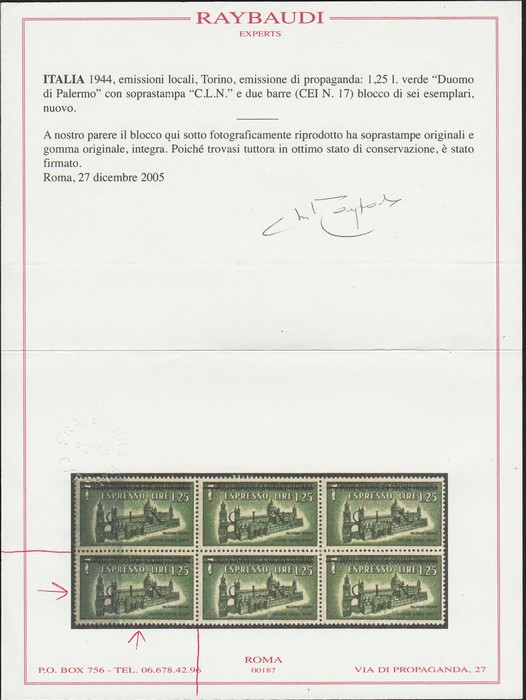 RAYBAUDI
EXPERTS
ITALIA 1944, emissioni locali, Torino, emissione di propaganda: 1,25 l. verde “Duomo
di Palermo” con soprastampa “C.L.N.” e due barre (CEI N. 17) blocco di sei esemplari,
nuovo.
A nostro parere il blocco qui sotto fotograficamente riprodotto ha soprastampe originali e
gomma originale, integra. Poiché trovasi tuttora in ottimo stato di conservazione, è stato
firmato.
Roma, 27 dicembre 2005
ESPRESSO LIRE 1,25
ESPRESSO LIRE 1,25
ESPRESSO LIRE 1,25
ESPRESSO LIRE 1,25
ESPRESSO LIRE 1,25
ESPRESSO LIRE 1,25
P.O. BOX 756 - TEL. 06.678.42.96
ROMA
00187
VIA DI PROPAGANDA, 27